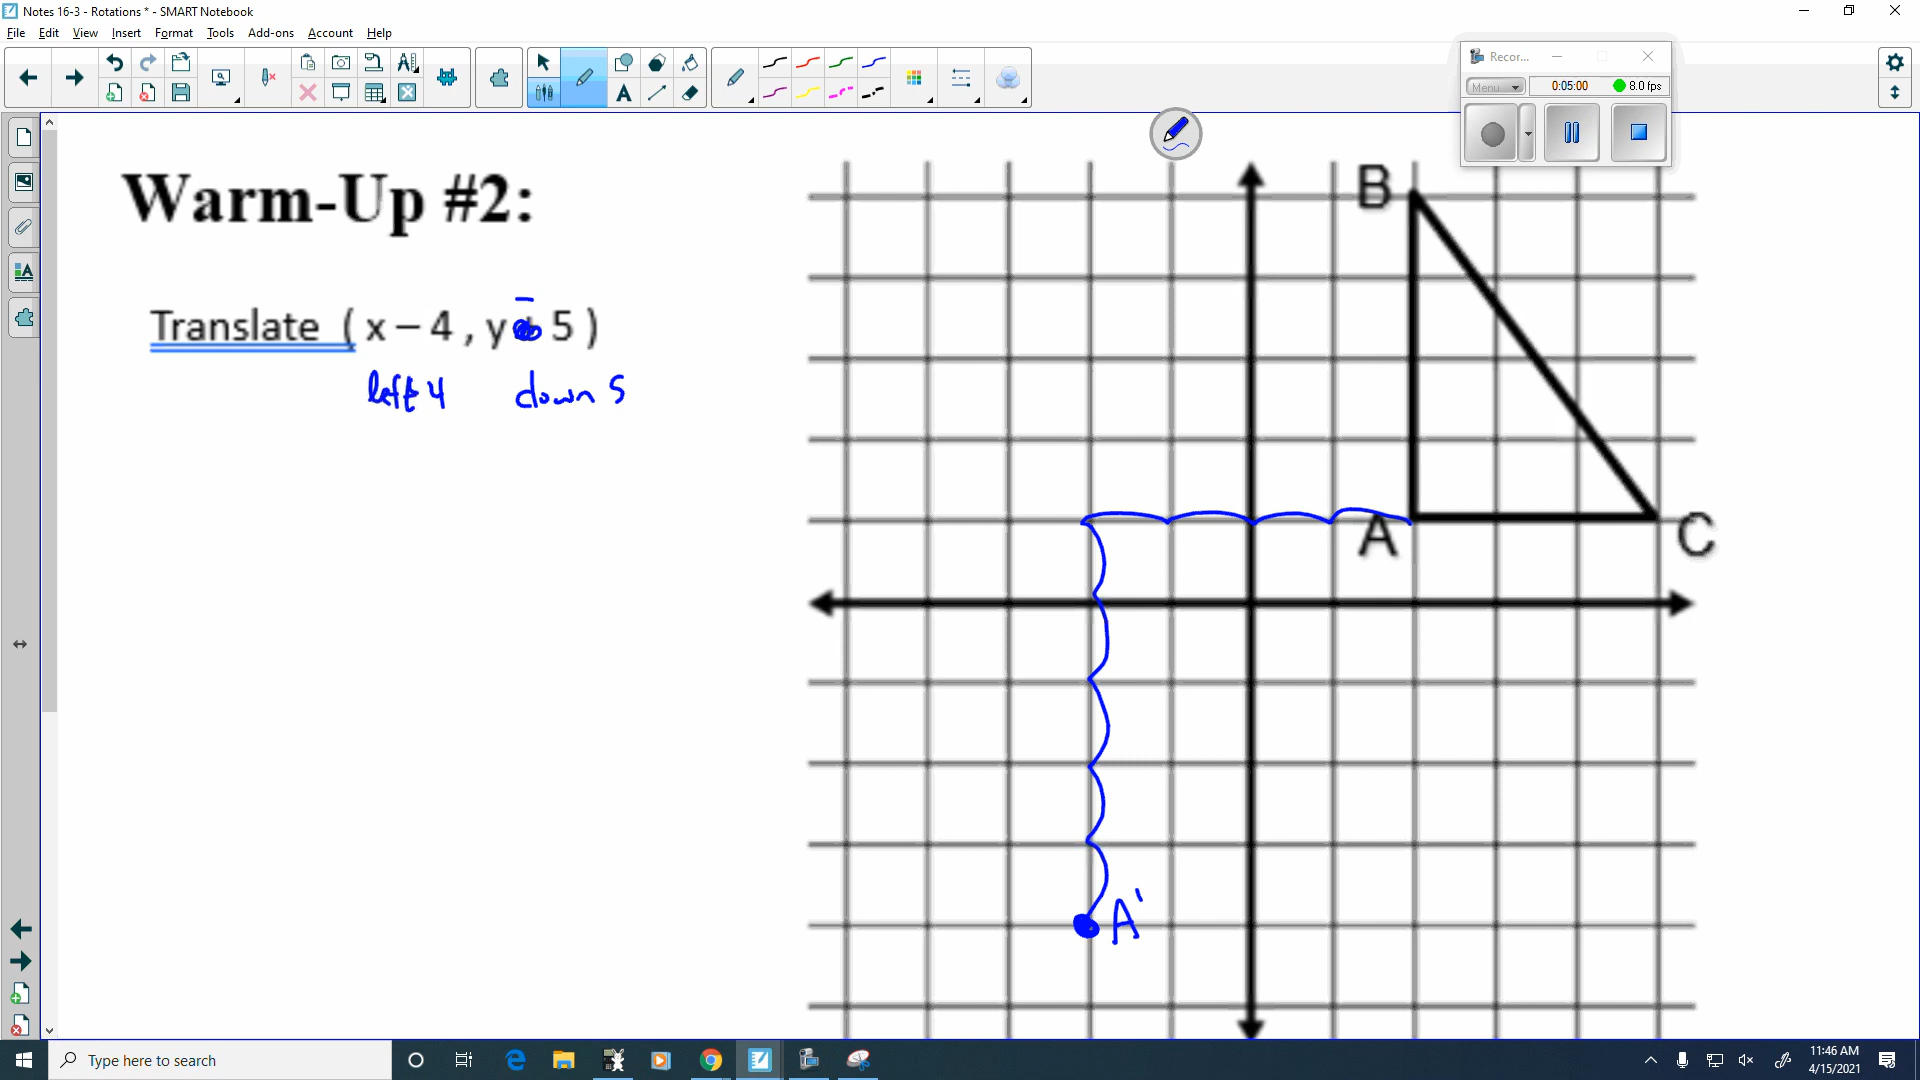 Notes 16-3 - Rotations * - SMART Notebook
File Edit View Insert Format Tools Add-ons Account Help
Recor...
Menu 0:05:00 8.0 fps
Warm-Up #2:
Translate ( x – 4 , y - 5 )
left 4 down 5
B
A
C
A'
Type here to search
11:46 AM
4/15/2021